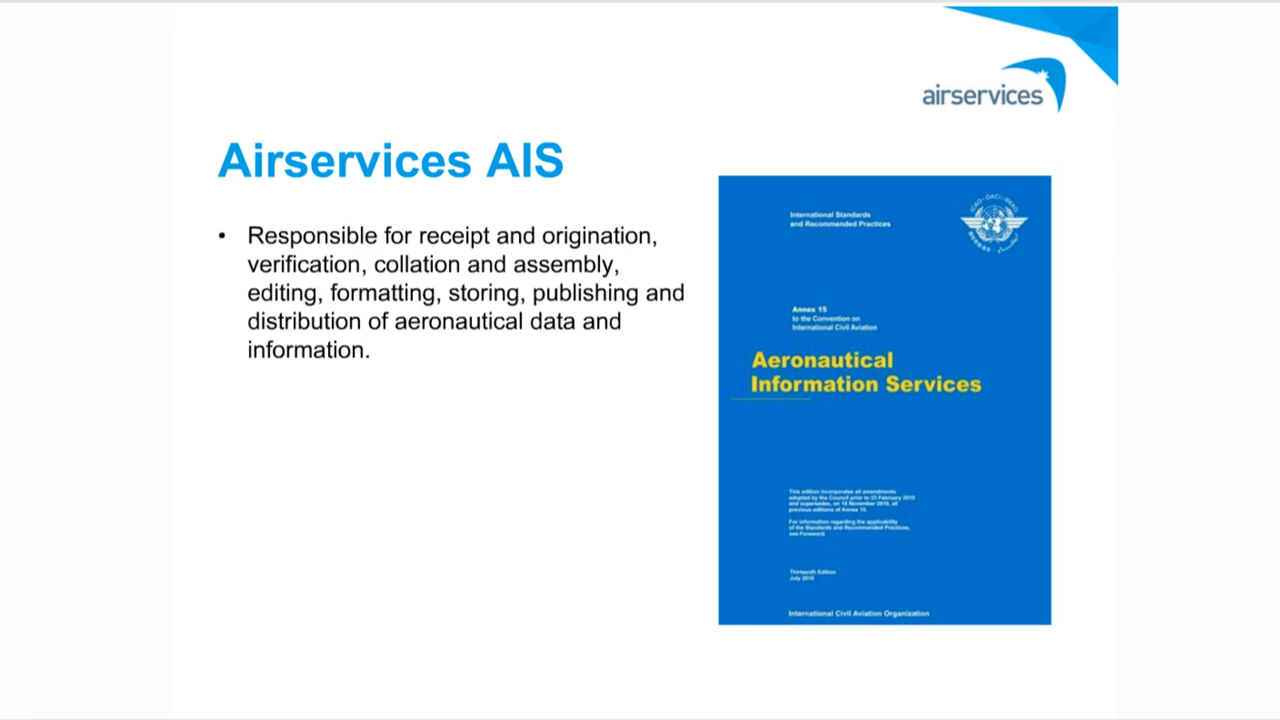 airservices
Airservices AIS
• Responsible for receipt and origination,
verification, collation and assembly,
editing, formatting, storing, publishing and
distribution of aeronautical data and
information.
International Standards
and Recommended Practices
ICAO · OACI · ИКАО
Annex 15
to the Convention on
International Civil Aviation
Aeronautical
Information Services
This edition incorporates all amendments
adopted by the Council prior to 23 February 2010
and supersedes, on 18 November 2010, all
previous editions of Annex 15.
For information regarding the applicability
of the Standards and Recommended Practices,
see Foreword.
Thirteenth Edition
July 2010
International Civil Aviation Organization